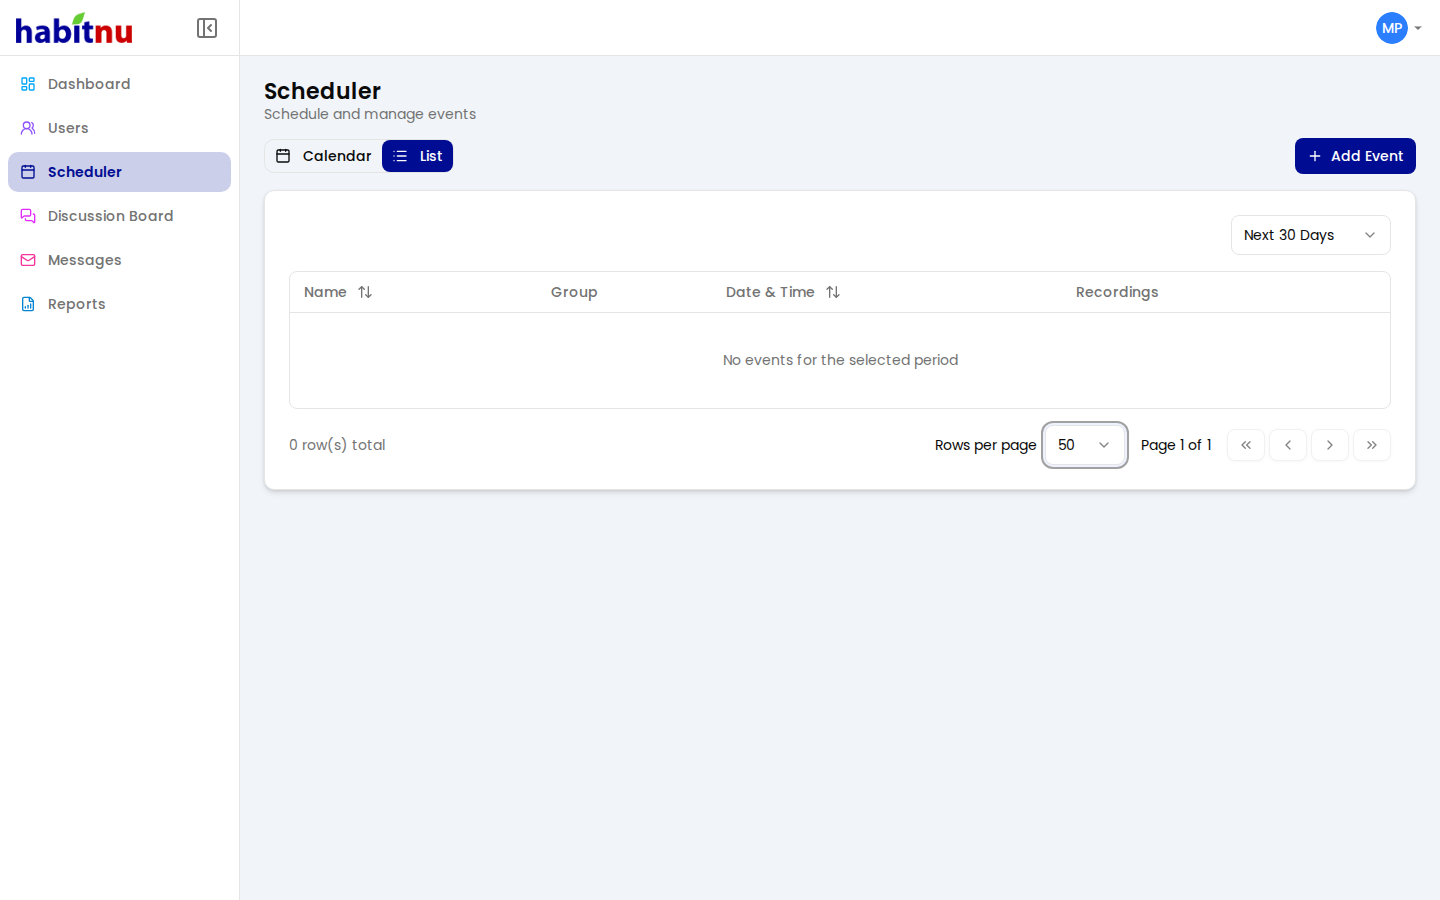 habitnu
MP
Dashboard
Users
Scheduler
Discussion Board
Messages
Reports
Scheduler
Schedule and manage events
Calendar List
Add Event
Next 30 Days
Name Group Date & Time Recordings
No events for the selected period
0 row(s) total Rows per page 50 Page 1 of 1